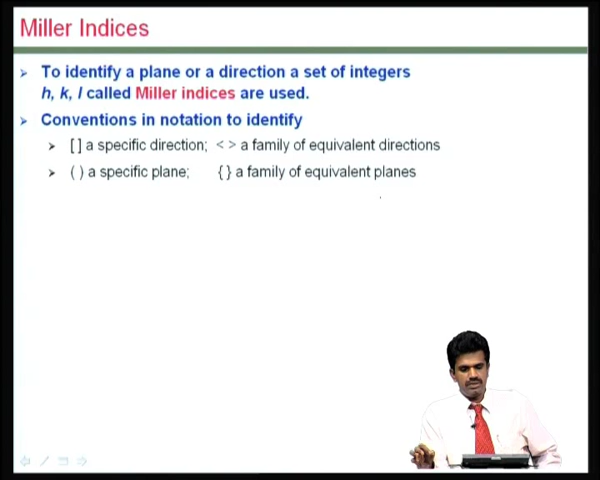 Miller Indices
To identify a plane or a direction a set of integers
h, k, l called Miller indices are used.
Conventions in notation to identify
[ ] a specific direction; < > a family of equivalent directions
( ) a specific plane; { } a family of equivalent planes